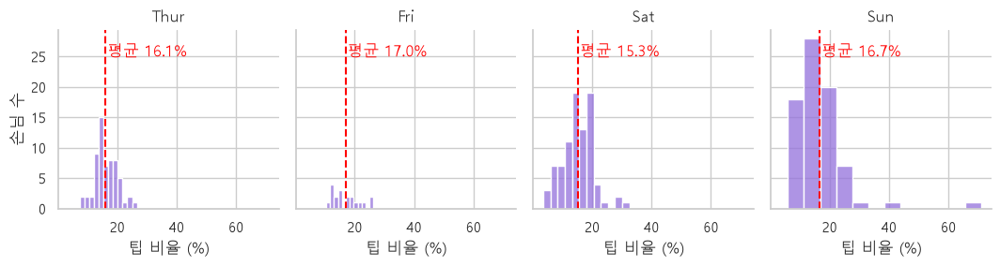 Thur
Fri
Sat
Sun
평균 16.1%
평균 17.0%
평균 15.3%
평균 16.7%
손님 수
25
20
15
10
5
0
20 40 60
20 40 60
20 40 60
20 40 60
팁 비율 (%)
팁 비율 (%)
팁 비율 (%)
팁 비율 (%)